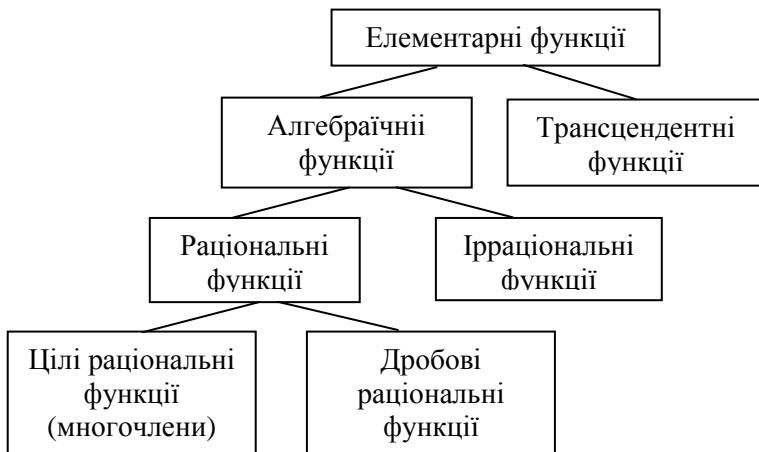 Елементарні функції
Алгебраїчніі
функції
Трансцендентні
функції
Раціональні
функції
Ірраціональні
функції
Цілі раціональні
функції
(многочлени)
Дробові
раціональні
функції